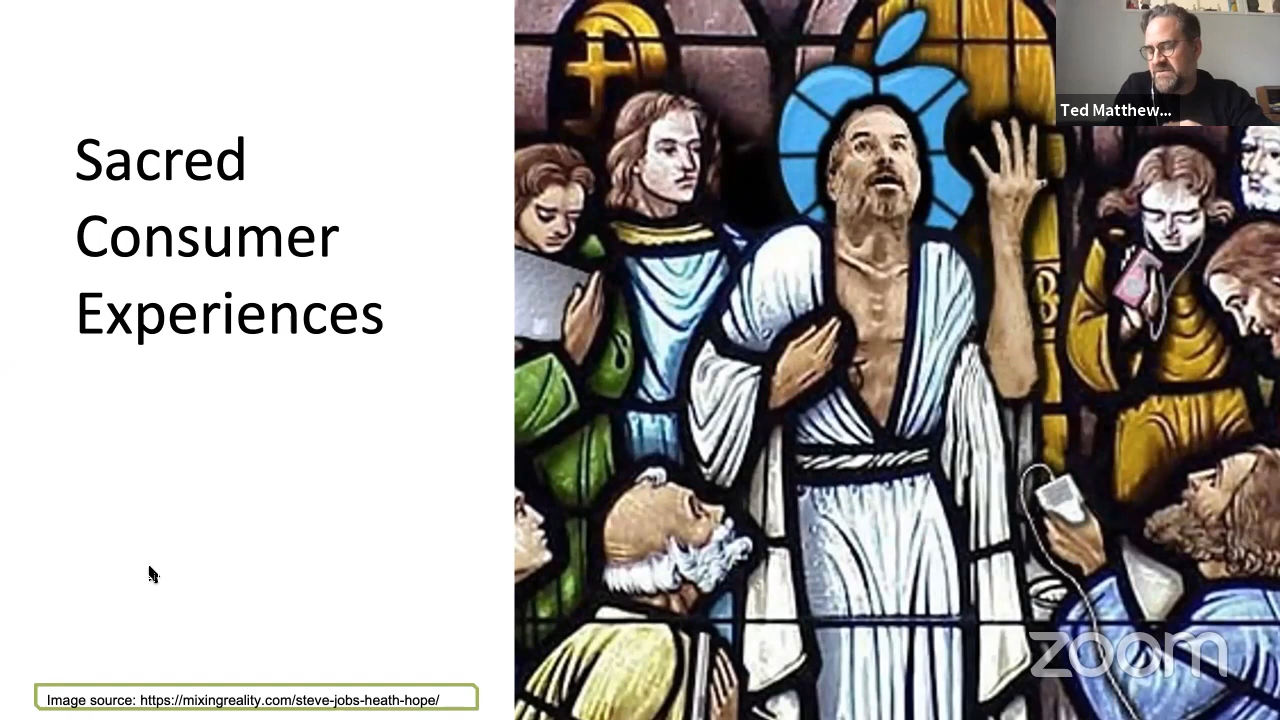 Sacred
Consumer
Experiences
Ted Matthew...
zoom
Image source: https://mixingreality.com/steve-jobs-heath-hope/